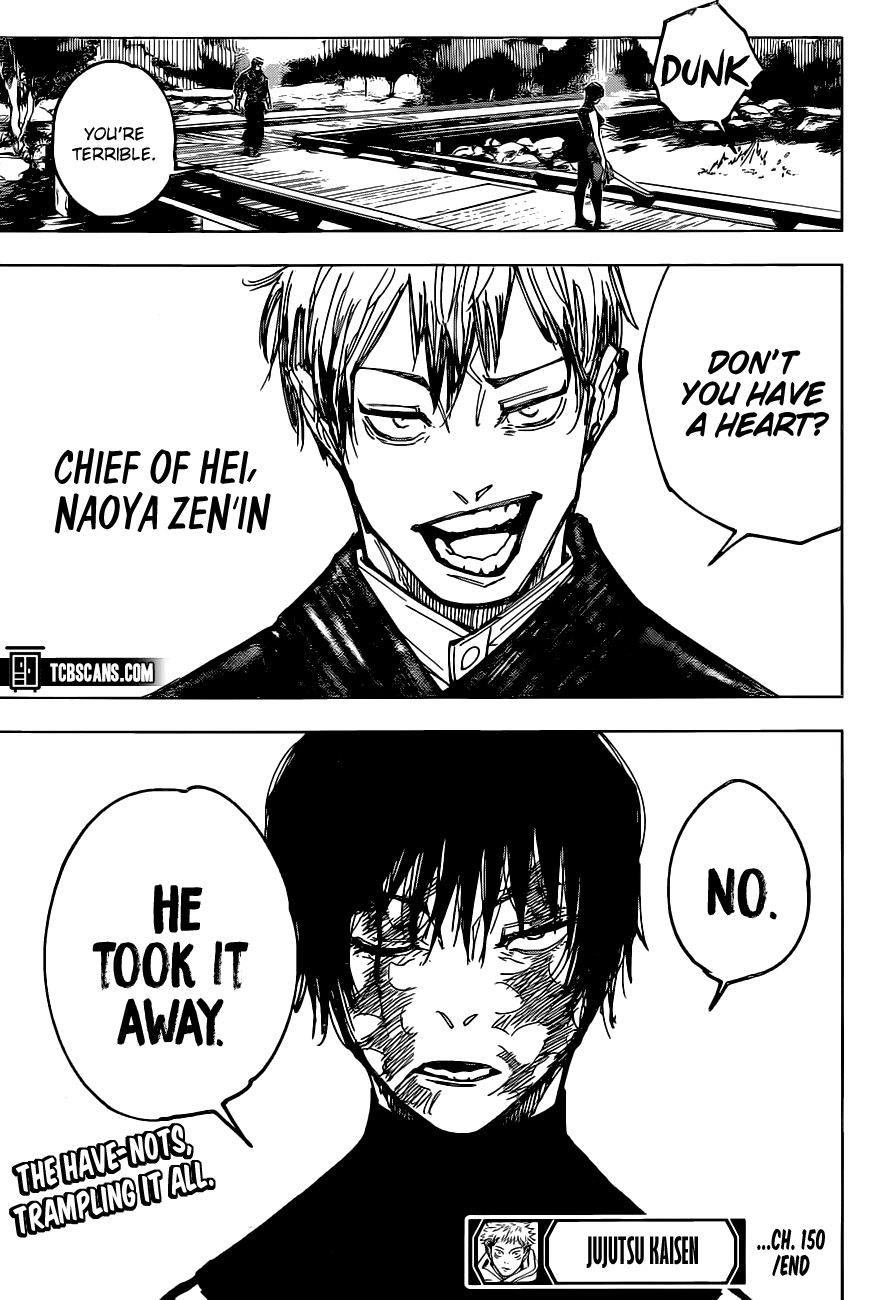 DUNK
YOU'RE
TERRIBLE.
DON'T
YOU HAVE
A HEART?
CHIEF OF HEI,
NAOYA ZEN'IN
TCBSCANS.COM
NO.
HE
TOOK IT
AWAY.
THE HAVE-NOTS,
TRAMPLING IT ALL.
JUJUTSU KAISEN
...CH. 150
/END